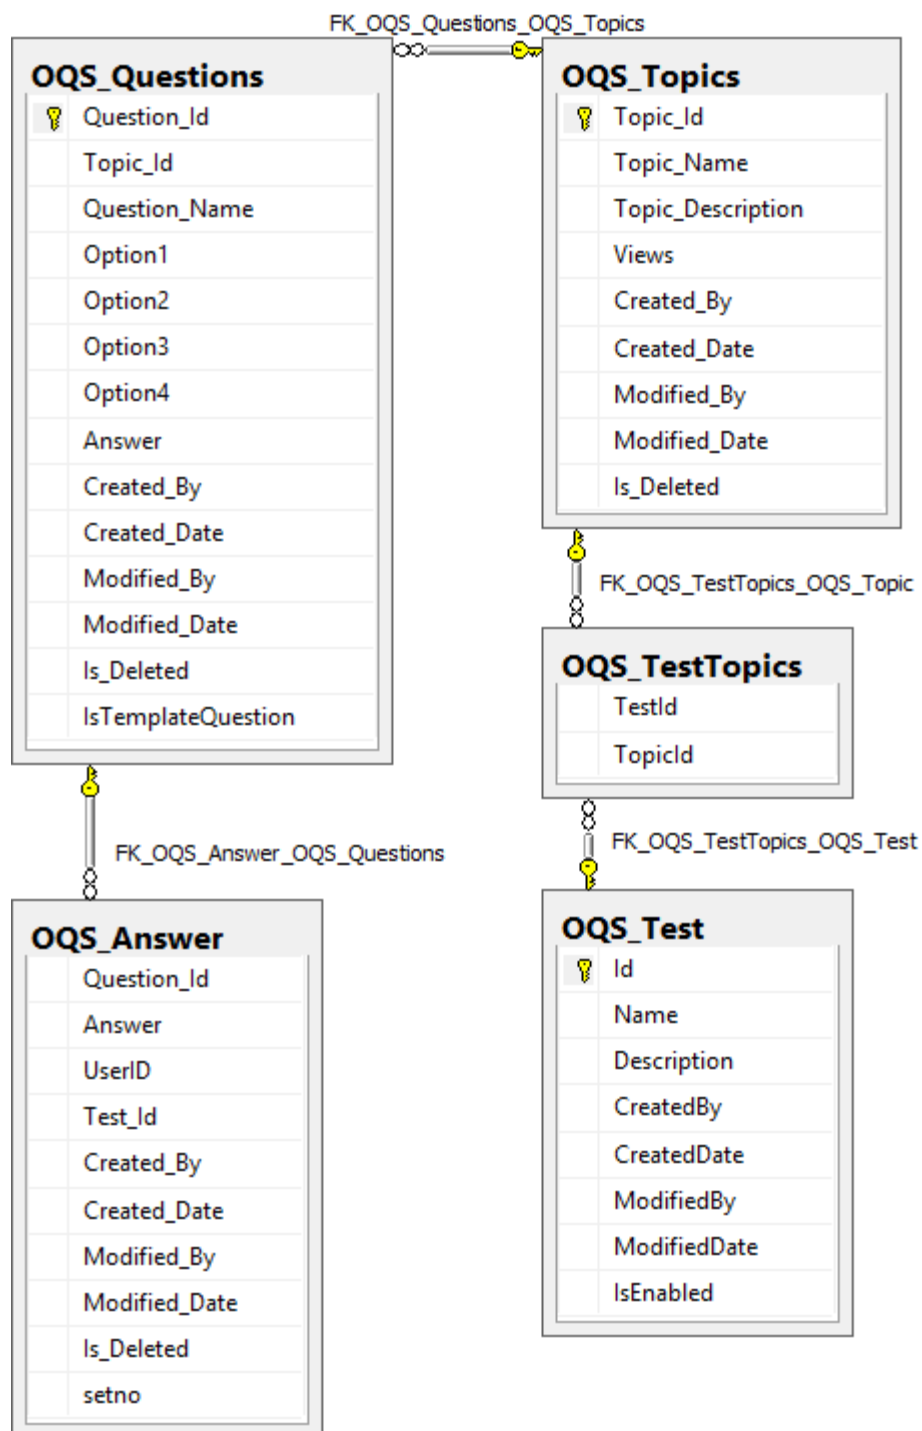 FK_OQS_Questions_OQS_Topics
OQS_Questions
Question_Id
Topic_Id
Question_Name
Option1
Option2
Option3
Option4
Answer
Created_By
Created_Date
Modified_By
Modified_Date
Is_Deleted
IsTemplateQuestion
OQS_Topics
Topic_Id
Topic_Name
Topic_Description
Views
Created_By
Created_Date
Modified_By
Modified_Date
Is_Deleted
FK_OQS_TestTopics_OQS_Topic
OQS_TestTopics
TestId
TopicId
FK_OQS_Answer_OQS_Questions
FK_OQS_TestTopics_OQS_Test
OQS_Answer
Question_Id
Answer
UserID
Test_Id
Created_By
Created_Date
Modified_By
Modified_Date
Is_Deleted
setno
OQS_Test
Id
Name
Description
CreatedBy
CreatedDate
ModifiedBy
ModifiedDate
IsEnabled